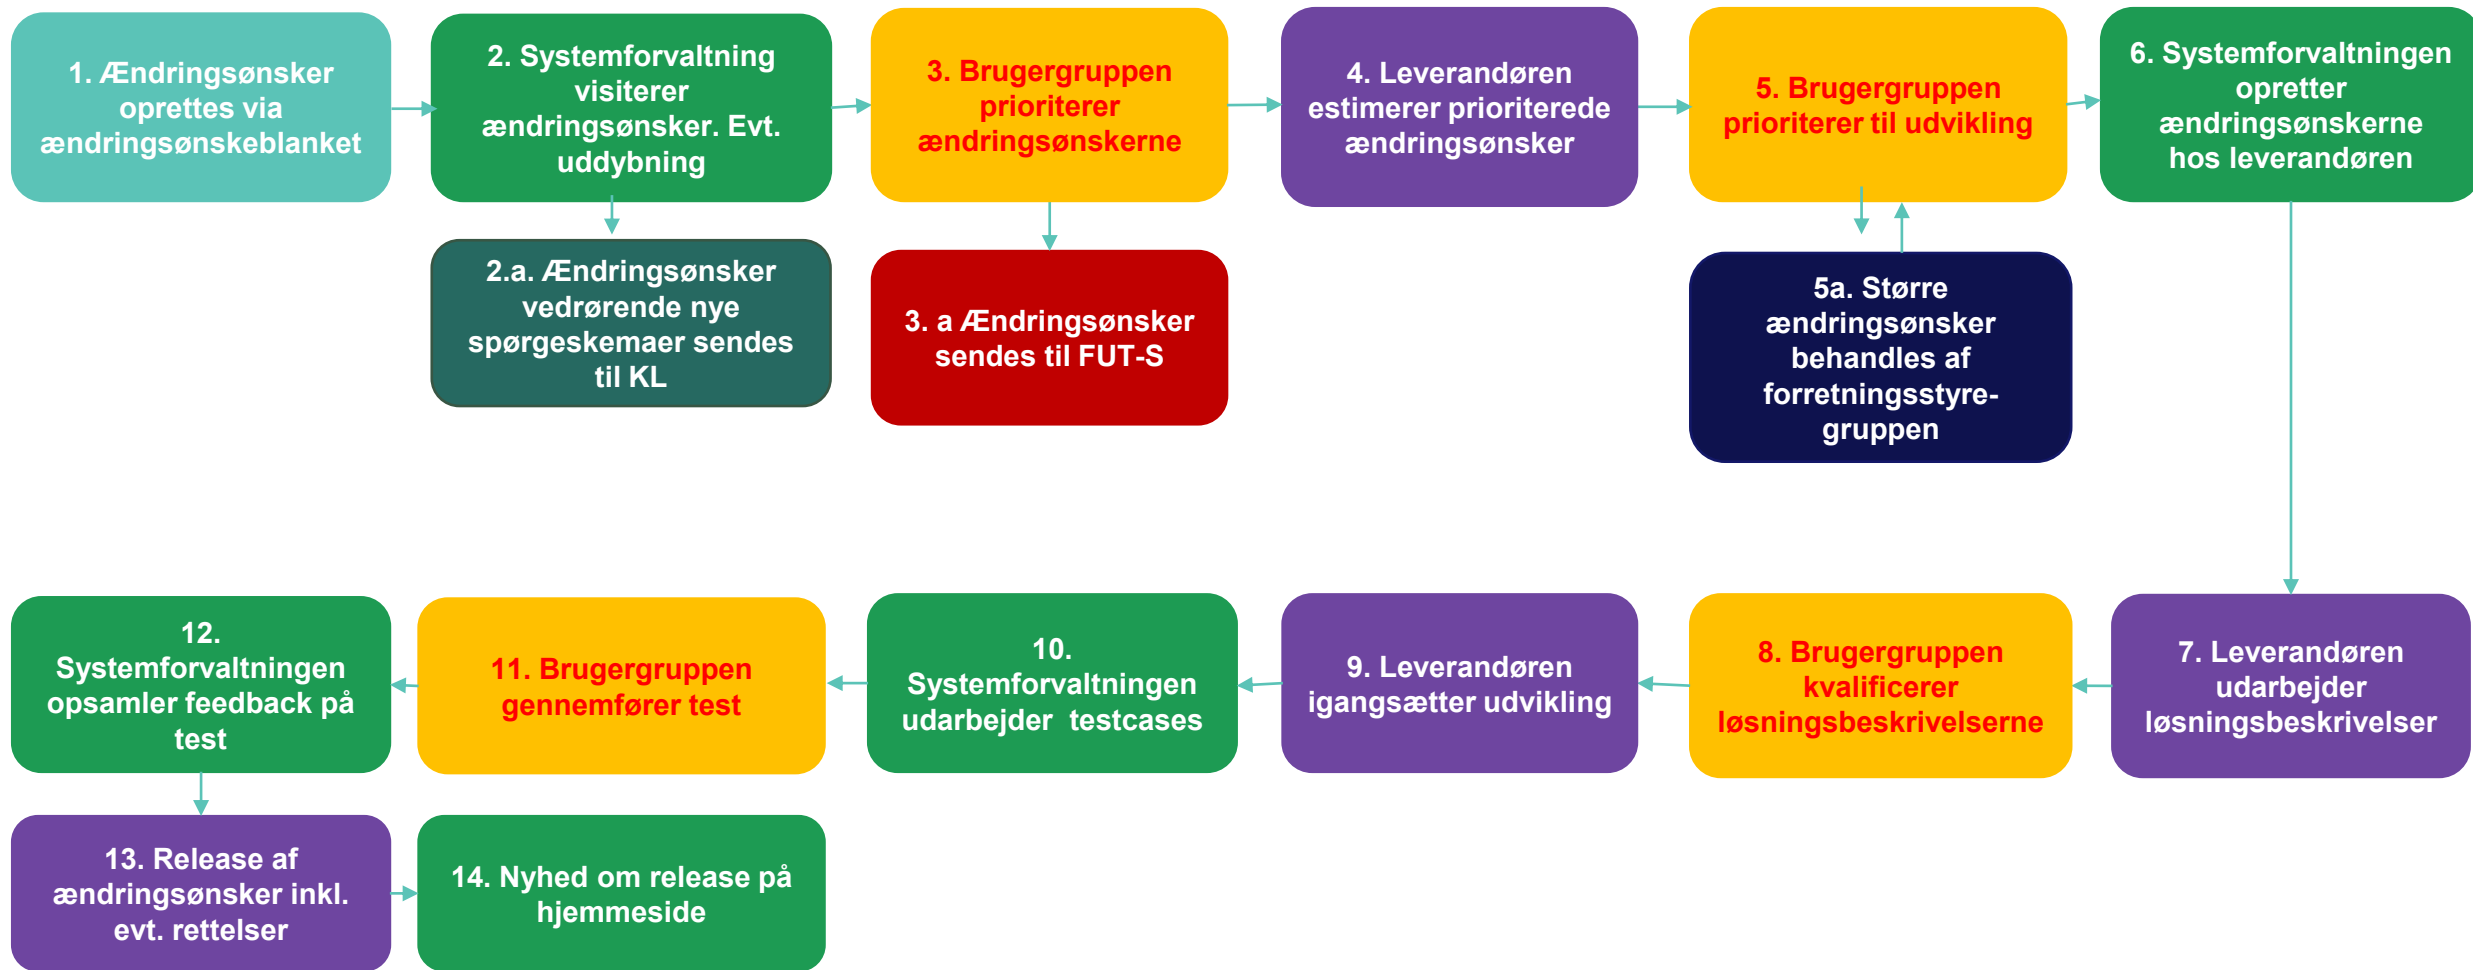 1. Ændringsønsker
oprettes via
ændringsønskeblanket
2. Systemforvaltning
visiterer
ændringsønsker. Evt.
uddybning
3. Brugergruppen
prioriterer
ændringsønskerne
4. Leverandøren
estimerer prioriterede
ændringsønsker
5. Brugergruppen
prioriterer til udvikling
6. Systemforvaltningen
opretter
ændringsønskerne
hos leverandøren
2.a. Ændringsønsker
vedrørende nye
spørgeskemaer sendes
til KL
3. a Ændringsønsker
sendes til FUT-S
5a. Større
ændringsønsker
behandles af
forretningsstyre-
gruppen
12.
Systemforvaltningen
opsamler feedback på
test
11. Brugergruppen
gennemfører test
10.
Systemforvaltningen
udarbejder testcases
9. Leverandøren
igangsætter udvikling
8. Brugergruppen
kvalificerer
løsningsbeskrivelserne
7. Leverandøren
udarbejder
løsningsbeskrivelser
13. Release af
ændringsønsker inkl.
evt. rettelser
14. Nyhed om release på
hjemmeside